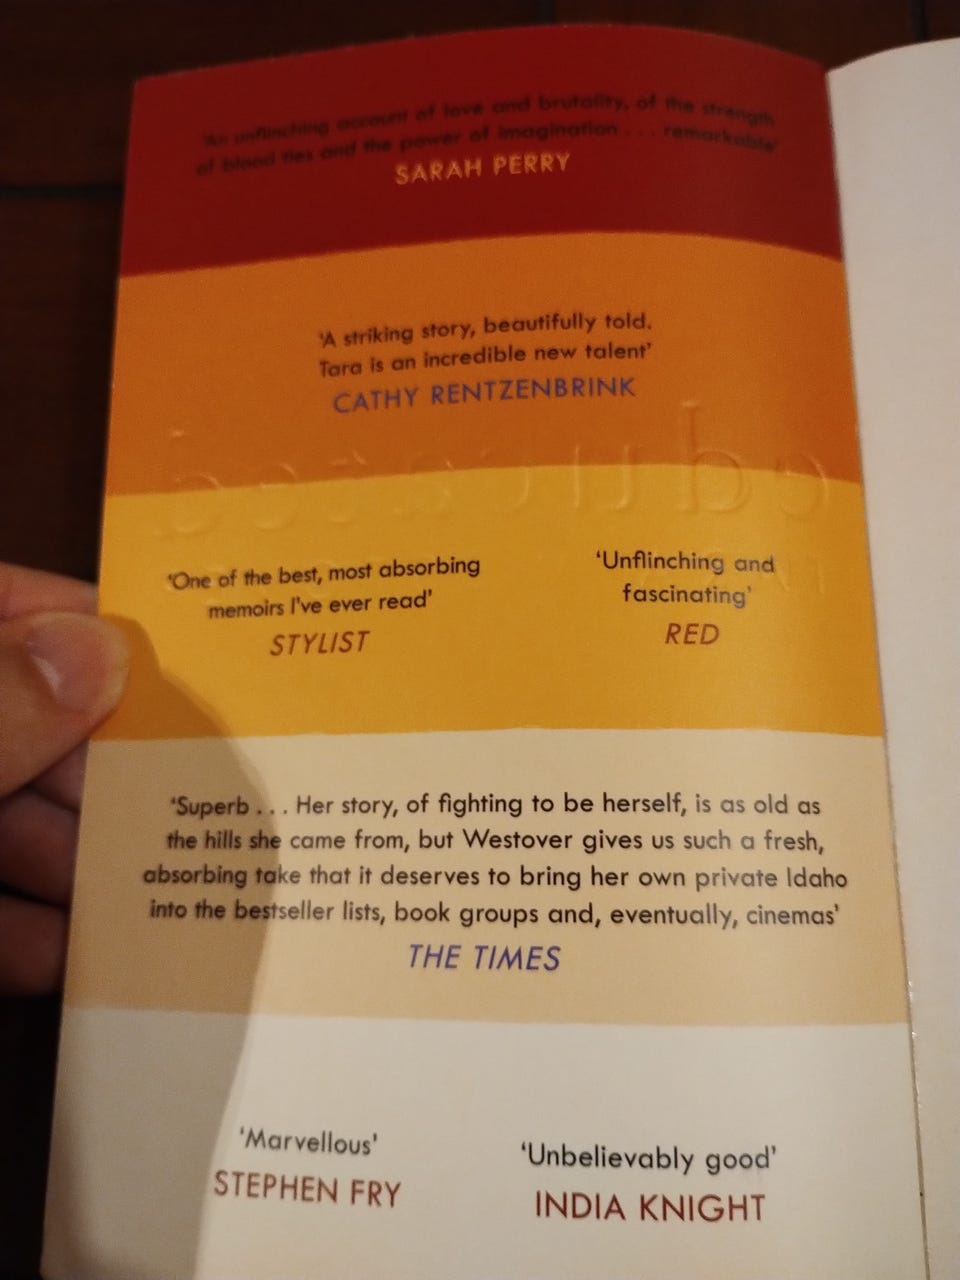 'An unflinching account of love and brutality, of the strength
of blood ties and the power of imagination . . . remarkable'
SARAH PERRY
'A striking story, beautifully told.
Tara is an incredible new talent'
CATHY RENTZENBRINK
'One of the best, most absorbing
memoirs I've ever read'
STYLIST
'Unflinching and
fascinating'
RED
'Superb . . . Her story, of fighting to be herself, is as old as
the hills she came from, but Westover gives us such a fresh,
absorbing take that it deserves to bring her own private Idaho
into the bestseller lists, book groups and, eventually, cinemas'
THE TIMES
'Marvellous'
STEPHEN FRY
'Unbelievably good'
INDIA KNIGHT